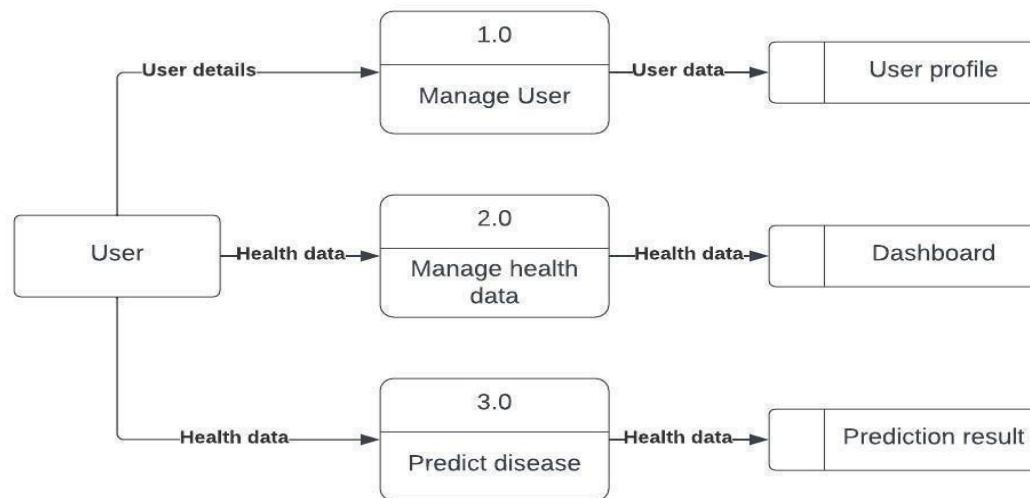 1.0
User details
Manage User
User data
User profile
User
Health data
2.0
Manage health
data
Health data
Dashboard
Health data
3.0
Predict disease
Health data
Prediction result